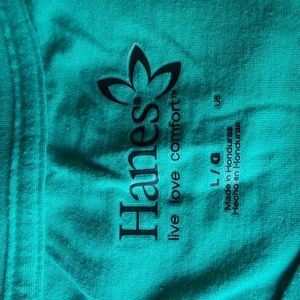 Hanes®
live love comfort™
US
L / G
Made in Honduras
Hecho en Honduras